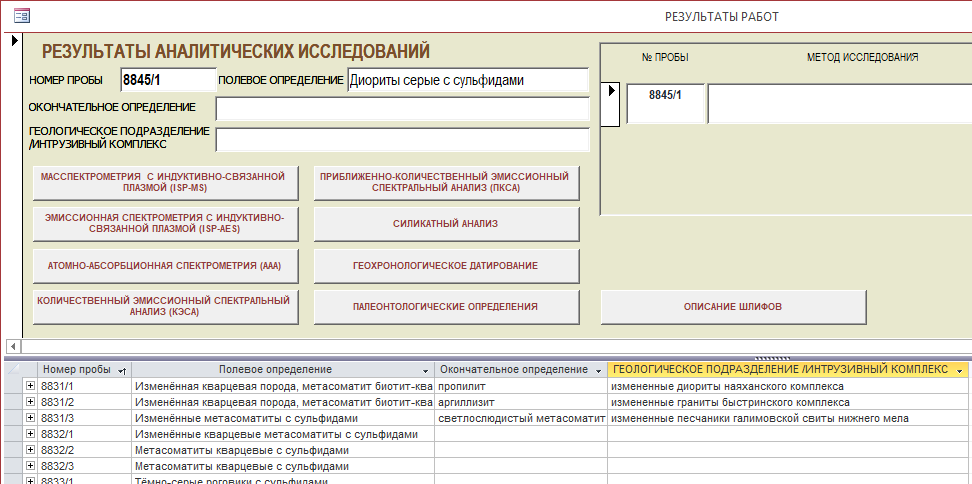 РЕЗУЛЬТАТЫ РАБОТ
РЕЗУЛЬТАТЫ АНАЛИТИЧЕСКИХ ИССЛЕДОВАНИЙ
НОМЕР ПРОБЫ 8845/1 ПОЛЕВОЕ ОПРЕДЕЛЕНИЕ Диориты серые с сульфидами
ОКОНЧАТЕЛЬНОЕ ОПРЕДЕЛЕНИЕ
ГЕОЛОГИЧЕСКОЕ ПОДРАЗДЕЛЕНИЕ
/ИНТРУЗИВНЫЙ КОМПЛЕКС
№ ПРОБЫ МЕТОД ИССЛЕДОВАНИЯ
8845/1
МАССПЕКТРОМЕТРИЯ С ИНДУКТИВНО-СВЯЗАННОЙ
ПЛАЗМОЙ (ISP-MS)
ПРИБЛИЖЕННО-КОЛИЧЕСТВЕННЫЙ ЭМИССИОННЫЙ
СПЕКТРАЛЬНЫЙ АНАЛИЗ (ПКСА)
ЭМИССИОННАЯ СПЕКТРОМЕТРИЯ С ИНДУКТИВНО-
СВЯЗАННОЙ ПЛАЗМОЙ (ISP-AES)
СИЛИКАТНЫЙ АНАЛИЗ
АТОМНО-АБСОРБЦИОННАЯ СПЕКТРОМЕТРИЯ (ААА)
ГЕОХРОНОЛОГИЧЕСКОЕ ДАТИРОВАНИЕ
КОЛИЧЕСТВЕННЫЙ ЭМИССИОННЫЙ СПЕКТРАЛЬНЫЙ
АНАЛИЗ (КЭСА)
ПАЛЕОНТОЛОГИЧЕСКИЕ ОПРЕДЕЛЕНИЯ
ОПИСАНИЕ ШЛИФОВ
Номер пробы Полевое определение Окончательное определение ГЕОЛОГИЧЕСКОЕ ПОДРАЗДЕЛЕНИЕ /ИНТРУЗИВНЫЙ КОМПЛЕКС
8831/1 Изменённая кварцевая порода, метасоматит биотит-ква пропилит измененные диориты наяханского комплекса
8831/2 Изменённая кварцевая порода, метасоматит биотит-ква аргиллизит измененные граниты быстринского комплекса
8831/3 Изменённые метасоматиты с сульфидами светлослюдистый метасоматит измененные песчаники галимовской свиты нижнего мела
8832/1 Изменённые кварцевые метасоматиты с сульфидами
8832/2 Метасоматиты кварцевые с сульфидами
8832/3 Метасоматиты кварцевые с сульфидами
8833/1 Тёмно-серые роговики с сульфидами